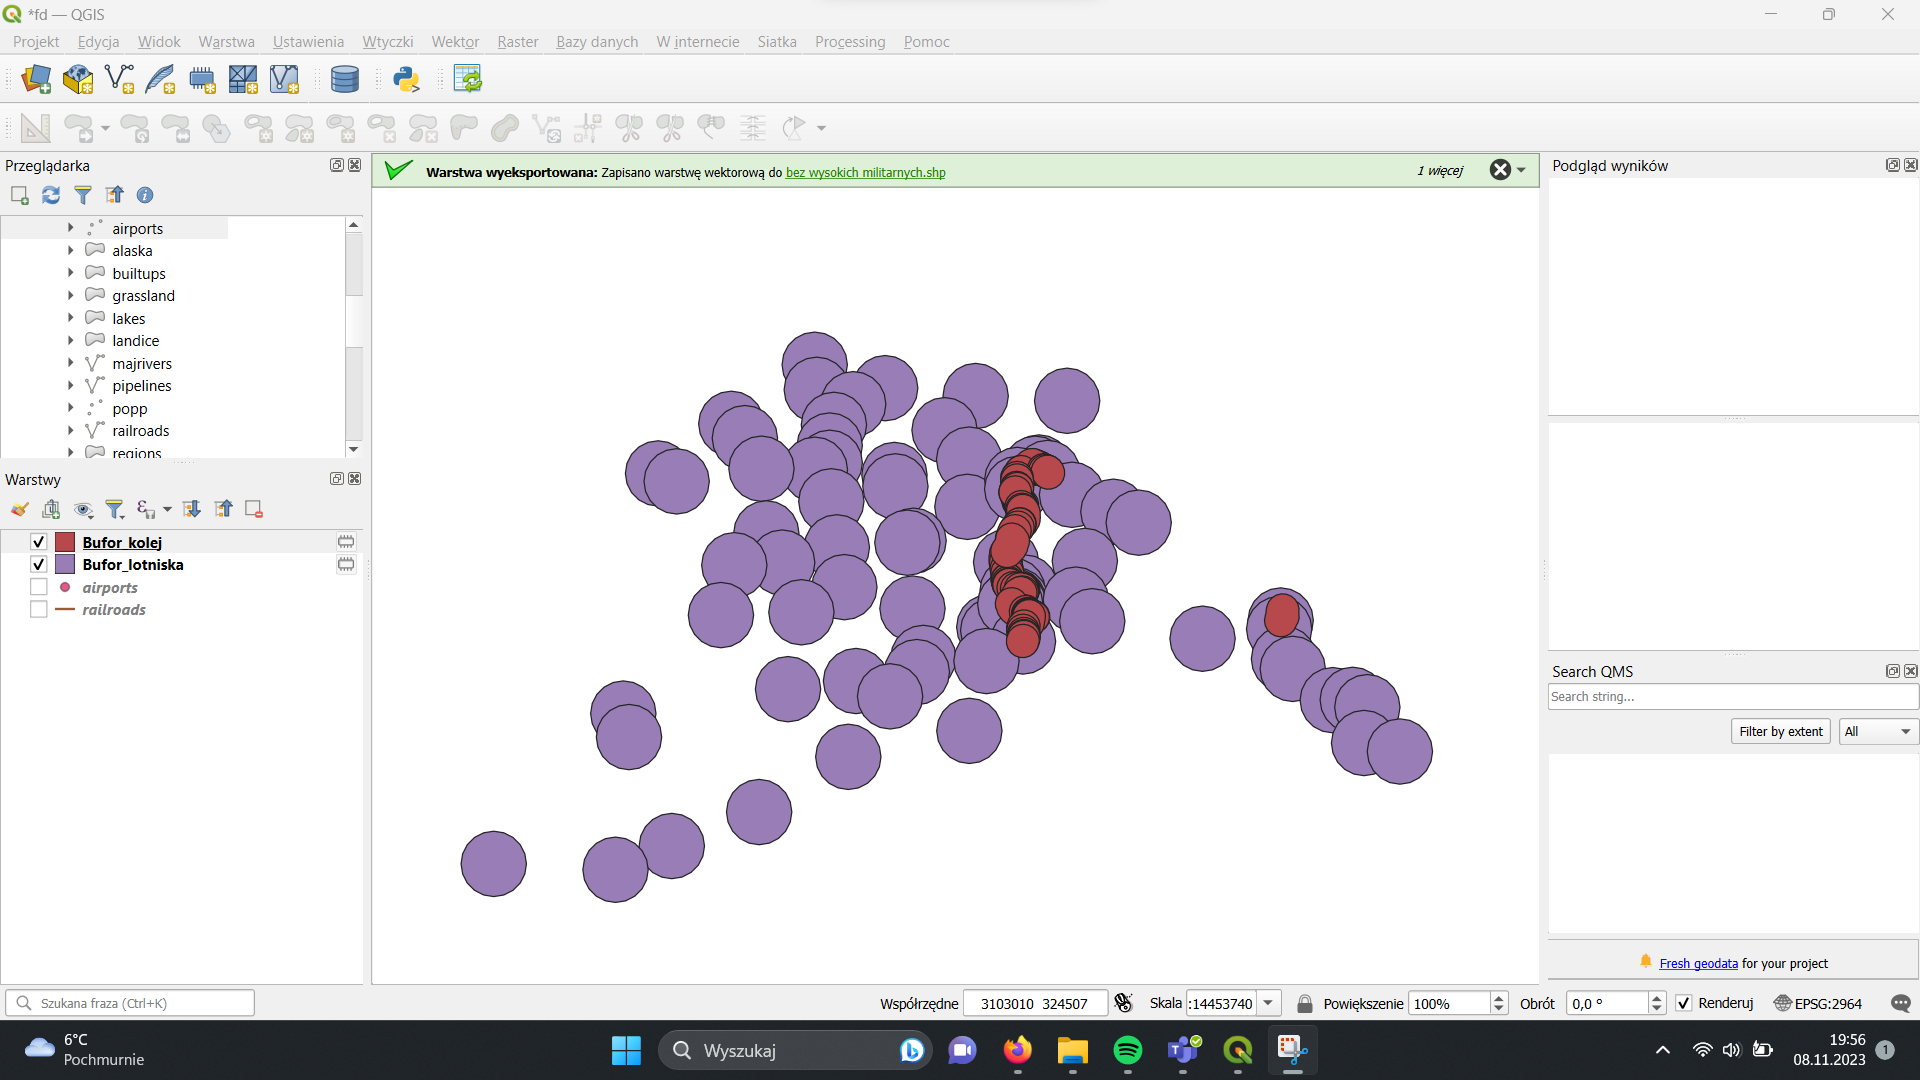 *fd — QGIS
Projekt Edycja Widok Warstwa Ustawienia Wtyczki Wektor Raster Bazy danych W internecie Siatka Processing Pomoc
Przeglądarka
airports
alaska
builtups
grassland
lakes
landice
majrivers
pipelines
popp
railroads
regions
Warstwy
Bufor_kolej
Bufor_lotniska
airports
railroads
Warstwa wyeksportowana: Zapisano warstwę wektorową do bez wysokich militarnych.shp
1 więcej
Podgląd wyników
Search QMS
Search string...
Filter by extent All
Fresh geodata for your project
Szukana fraza (Ctrl+K)
Współrzędne 3103010 324507 Skala :14453740 Powiększenie 100% Obrót 0,0 ° Renderuj EPSG:2964
6°C
Pochmurnie
Wyszukaj
19:56
08.11.2023
1